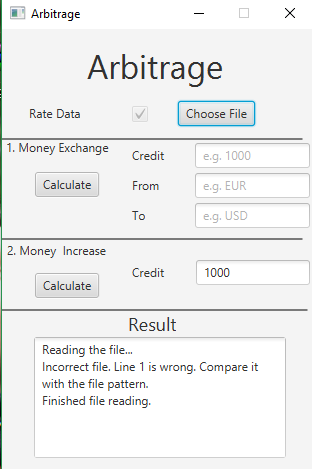 Arbitrage
Arbitrage
Rate Data
Choose File
1. Money Exchange
Credit
e.g. 1000
Calculate
From
e.g. EUR
To
e.g. USD
2. Money Increase
Calculate
Credit
1000
Result
Reading the file...
Incorrect file. Line 1 is wrong. Compare it
with the file pattern.
Finished file reading.